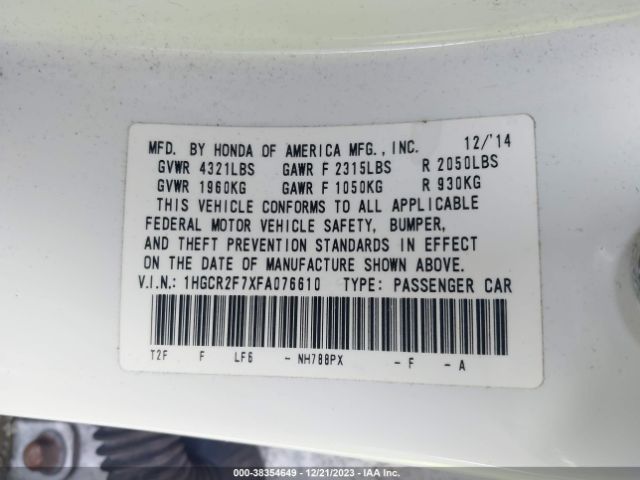 MFD. BY HONDA OF AMERICA MFG., INC. 12/'14
GVWR 4321LBS GAWR F 2315LBS R 2050LBS
GVWR 1960KG GAWR F 1050KG R 930KG
THIS VEHICLE CONFORMS TO ALL APPLICABLE
FEDERAL MOTOR VEHICLE SAFETY, BUMPER,
AND THEFT PREVENTION STANDARDS IN EFFECT
ON THE DATE OF MANUFACTURE SHOWN ABOVE.
V.I.N.: 1HGCR2F7XFA076610 TYPE: PASSENGER CAR
T2F F LF6 - NH788PX - F - A
000-38354649 - 12/21/2023 - IAAI.com